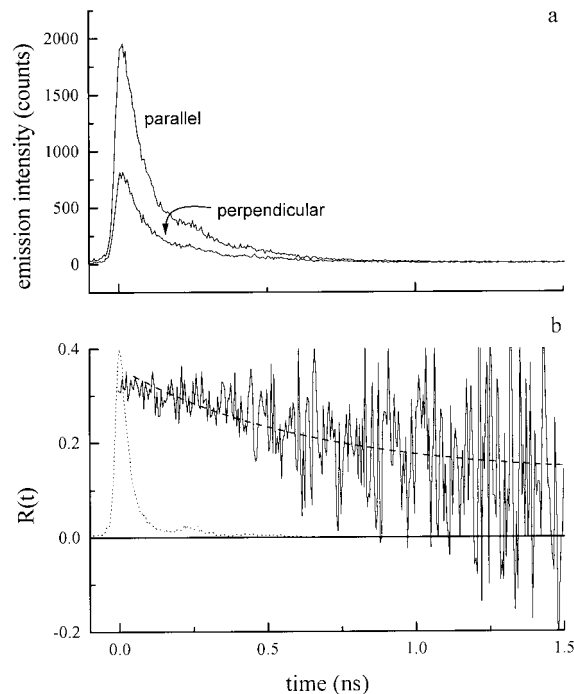 a
2000
1500
1000
500
0
emission intensity (counts)
parallel
perpendicular
b
0.4
0.2
0.0
-0.2
R(t)
0.0
0.5
1.0
1.5
time (ns)